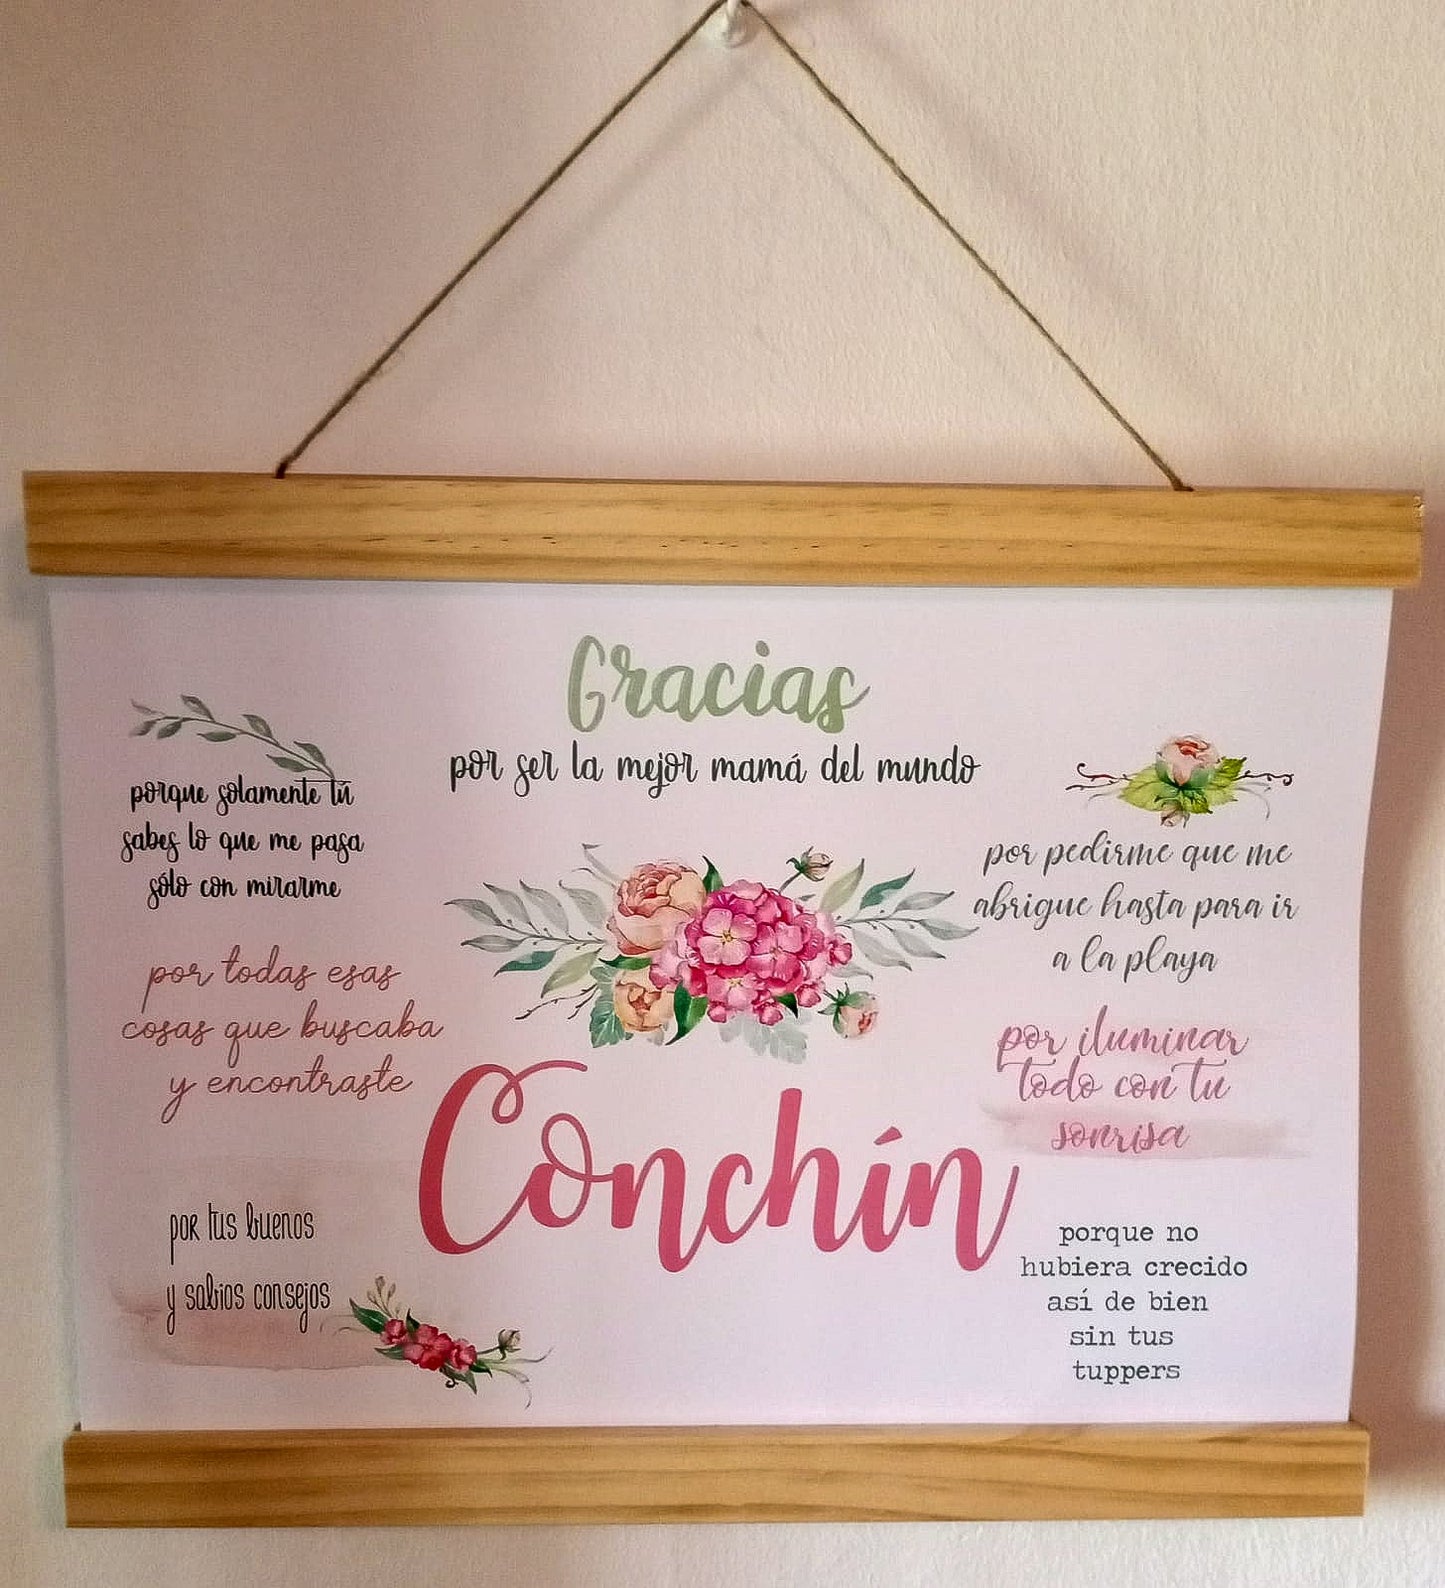 Gracias
por ser la mejor mamá del mundo
porque solamente tú
sabes lo que me pasa
sólo con mirarme
por todas esas
cosas que buscaba
y encontraste
por tus buenos
y sabios consejos
Conchín
por pedirme que me
abrigue hasta para ir
a la playa
por iluminar
todo con tu
sonrisa
porque no
hubiera crecido
así de bien
sin tus
tuppers